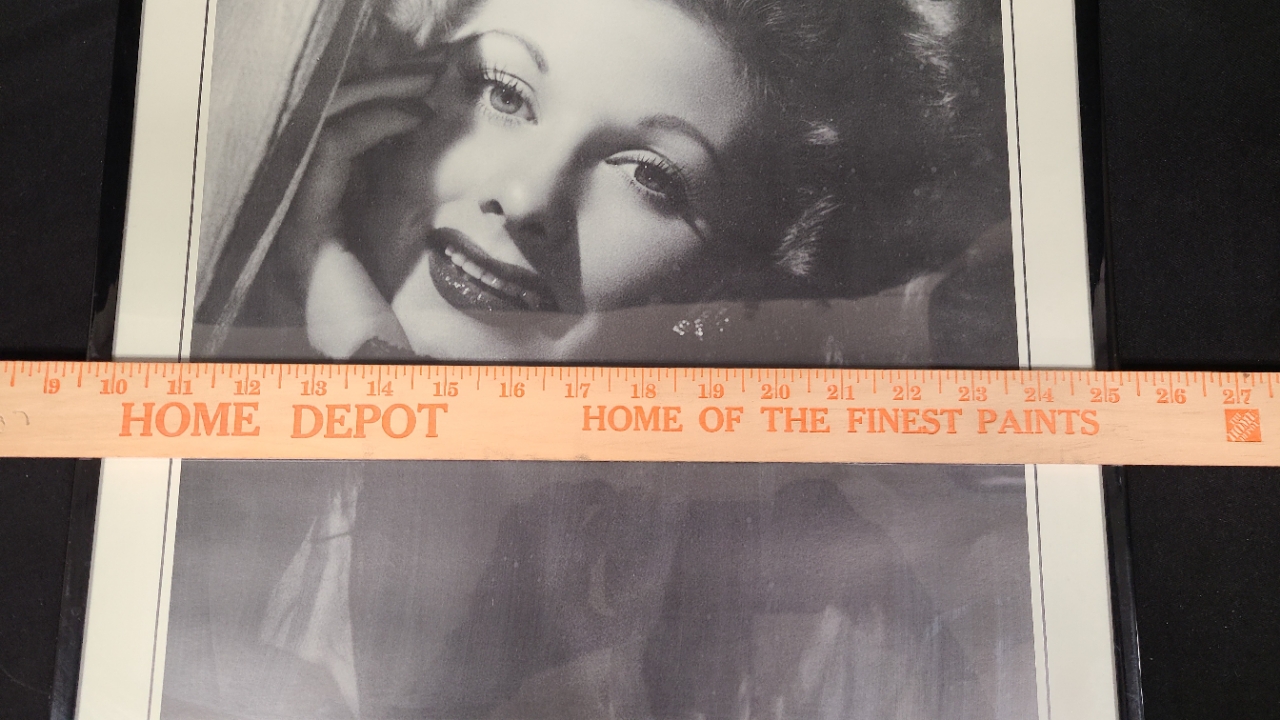 9 10 11 12 13 14 15 16 17 18 19 20 21 22 23 24 25 26 27
HOME DEPOT HOME OF THE FINEST PAINTS